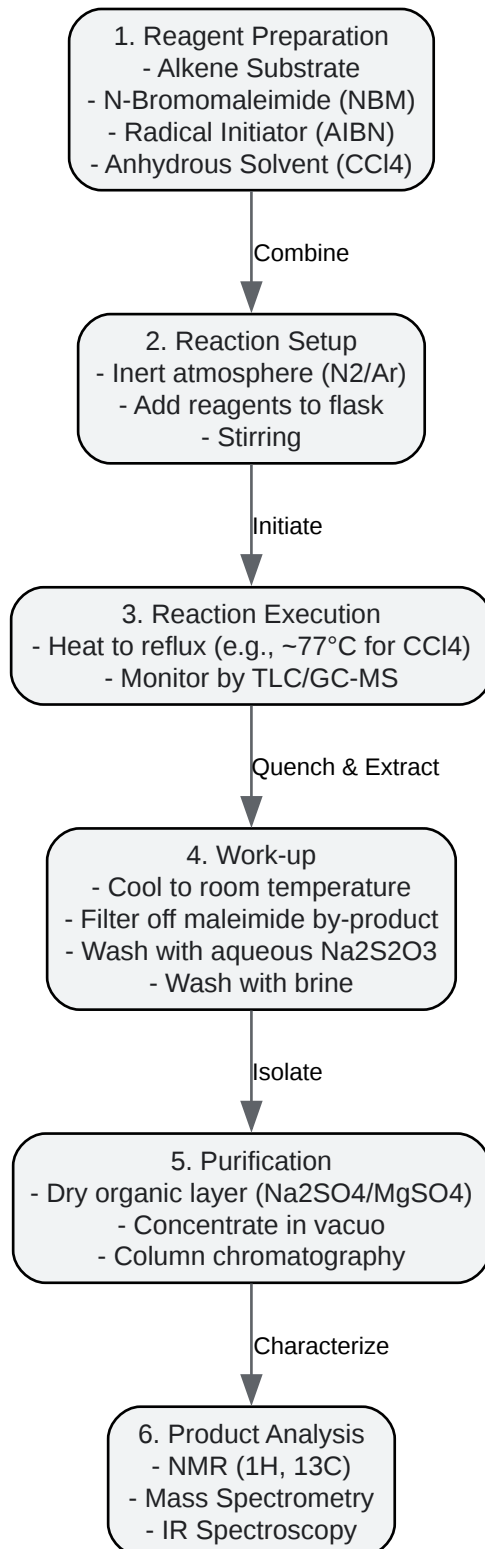 1. Reagent Preparation
- Alkene Substrate
- N-Bromomaleimide (NBM)
- Radical Initiator (AIBN)
- Anhydrous Solvent (CCl4)
Combine
2. Reaction Setup
- Inert atmosphere (N2/Ar)
- Add reagents to flask
- Stirring
Initiate
3. Reaction Execution
- Heat to reflux (e.g., ~77°C for CCl4)
- Monitor by TLC/GC-MS
Quench & Extract
4. Work-up
- Cool to room temperature
- Filter off maleimide by-product
- Wash with aqueous Na2S2O3
- Wash with brine
Isolate
5. Purification
- Dry organic layer (Na2SO4/MgSO4)
- Concentrate in vacuo
- Column chromatography
Characterize
6. Product Analysis
- NMR (1H, 13C)
- Mass Spectrometry
- IR Spectroscopy